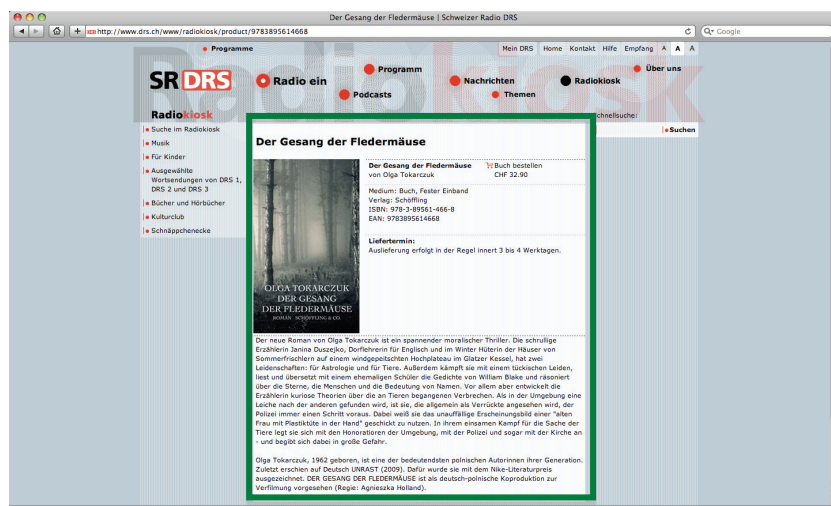 Der Gesang der Fledermäuse | Schweizer Radio DRS
http://www.drs.ch/www/radiokiosk/product/9783895614668
Google
Programme
Mein DRS Home Kontakt Hilfe Empfang A A A
SR DRS
Radio ein
Programm
Podcasts
Nachrichten
Themen
Radiokiosk
Über uns
Radiokiosk
chnellsuche:
Suchen
Suche im Radiokiosk
Musik
Für Kinder
Ausgewählte
Wortsendungen von DRS 1,
DRS 2 und DRS 3
Bücher und Hörbücher
Kulturclub
Schnäppchenecke
Der Gesang der Fledermäuse
OLGA TOKARCZUK
DER GESANG
DER FLEDERMÄUSE
ROMAN SCHÖFFLING & CO.
Der Gesang der Fledermäuse
von Olga Tokarczuk
Buch bestellen
CHF 32.90
Medium: Buch, Fester Einband
Verlag: Schöffling
ISBN: 978-3-89561-466-8
EAN: 9783895614668
Liefertermin:
Auslieferung erfolgt in der Regel innert 3 bis 4 Werktagen.
Der neue Roman von Olga Tokarczuk ist ein spannender moralischer Thriller. Die schrullige
Erzählerin Janina Duszejko, Dorflehrerin für Englisch und im Winter Hüterin der Häuser von
Sommerfrischlern auf einem windgepeitschten Hochplateau im Glatzer Kessel, hat zwei
Leidenschaften: für Astrologie und für Tiere. Außerdem kämpft sie mit einem tückischen Leiden,
liest und übersetzt mit einem ehemaligen Schüler die Gedichte von William Blake und räsoniert
über die Sterne, die Menschen und die Bedeutung von Namen. Vor allem aber entwickelt die
Erzählerin kuriose Theorien über die an Tieren begangenen Verbrechen. Als in der Umgebung eine
Leiche nach der anderen gefunden wird, ist sie, die allgemein als Verrückte angesehen wird, der
Polizei immer einen Schritt voraus. Dabei weiß sie das unauffällige Erscheinungsbild einer "alten
Frau mit Plastiktüte in der Hand" geschickt zu nutzen. In ihrem einsamen Kampf für die Sache der
Tiere legt sie sich mit den Honoratioren der Umgebung, mit der Polizei und sogar mit der Kirche an
- und begibt sich dabei in große Gefahr.
Olga Tokarczuk, 1962 geboren, ist eine der bedeutendsten polnischen Autorinnen ihrer Generation.
Zuletzt erschien auf Deutsch UNRAST (2009). Dafür wurde sie mit dem Nike-Literaturpreis
ausgezeichnet. DER GESANG DER FLEDERMÄUSE ist als deutsch-polnische Koproduktion zur
Verfilmung vorgesehen (Regie: Agnieszka Holland).